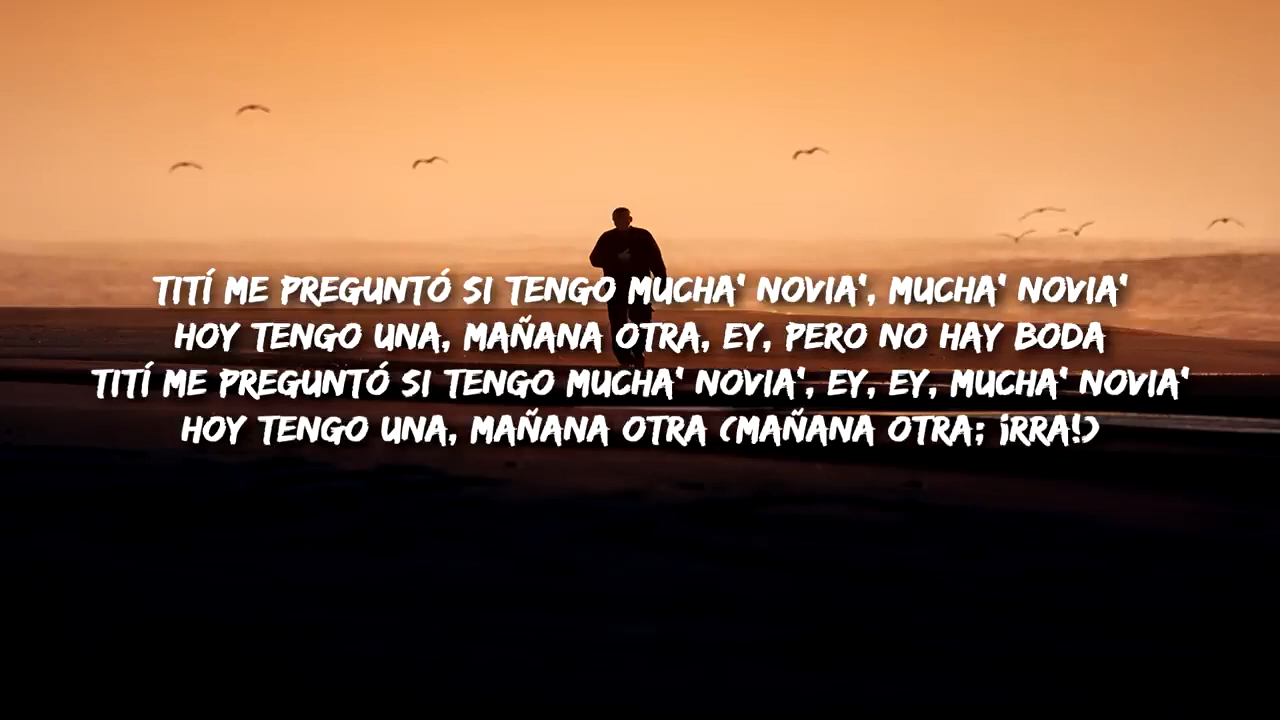 TITÍ ME PREGUNTÓ SI TENGO MUCHA' NOVIA', MUCHA' NOVIA'
HOY TENGO UNA, MAÑANA OTRA, EY, PERO NO HAY BODA
TITÍ ME PREGUNTÓ SI TENGO MUCHA' NOVIA', EY, EY, MUCHA' NOVIA'
HOY TENGO UNA, MAÑANA OTRA (MAÑANA OTRA; ¡RRA!)